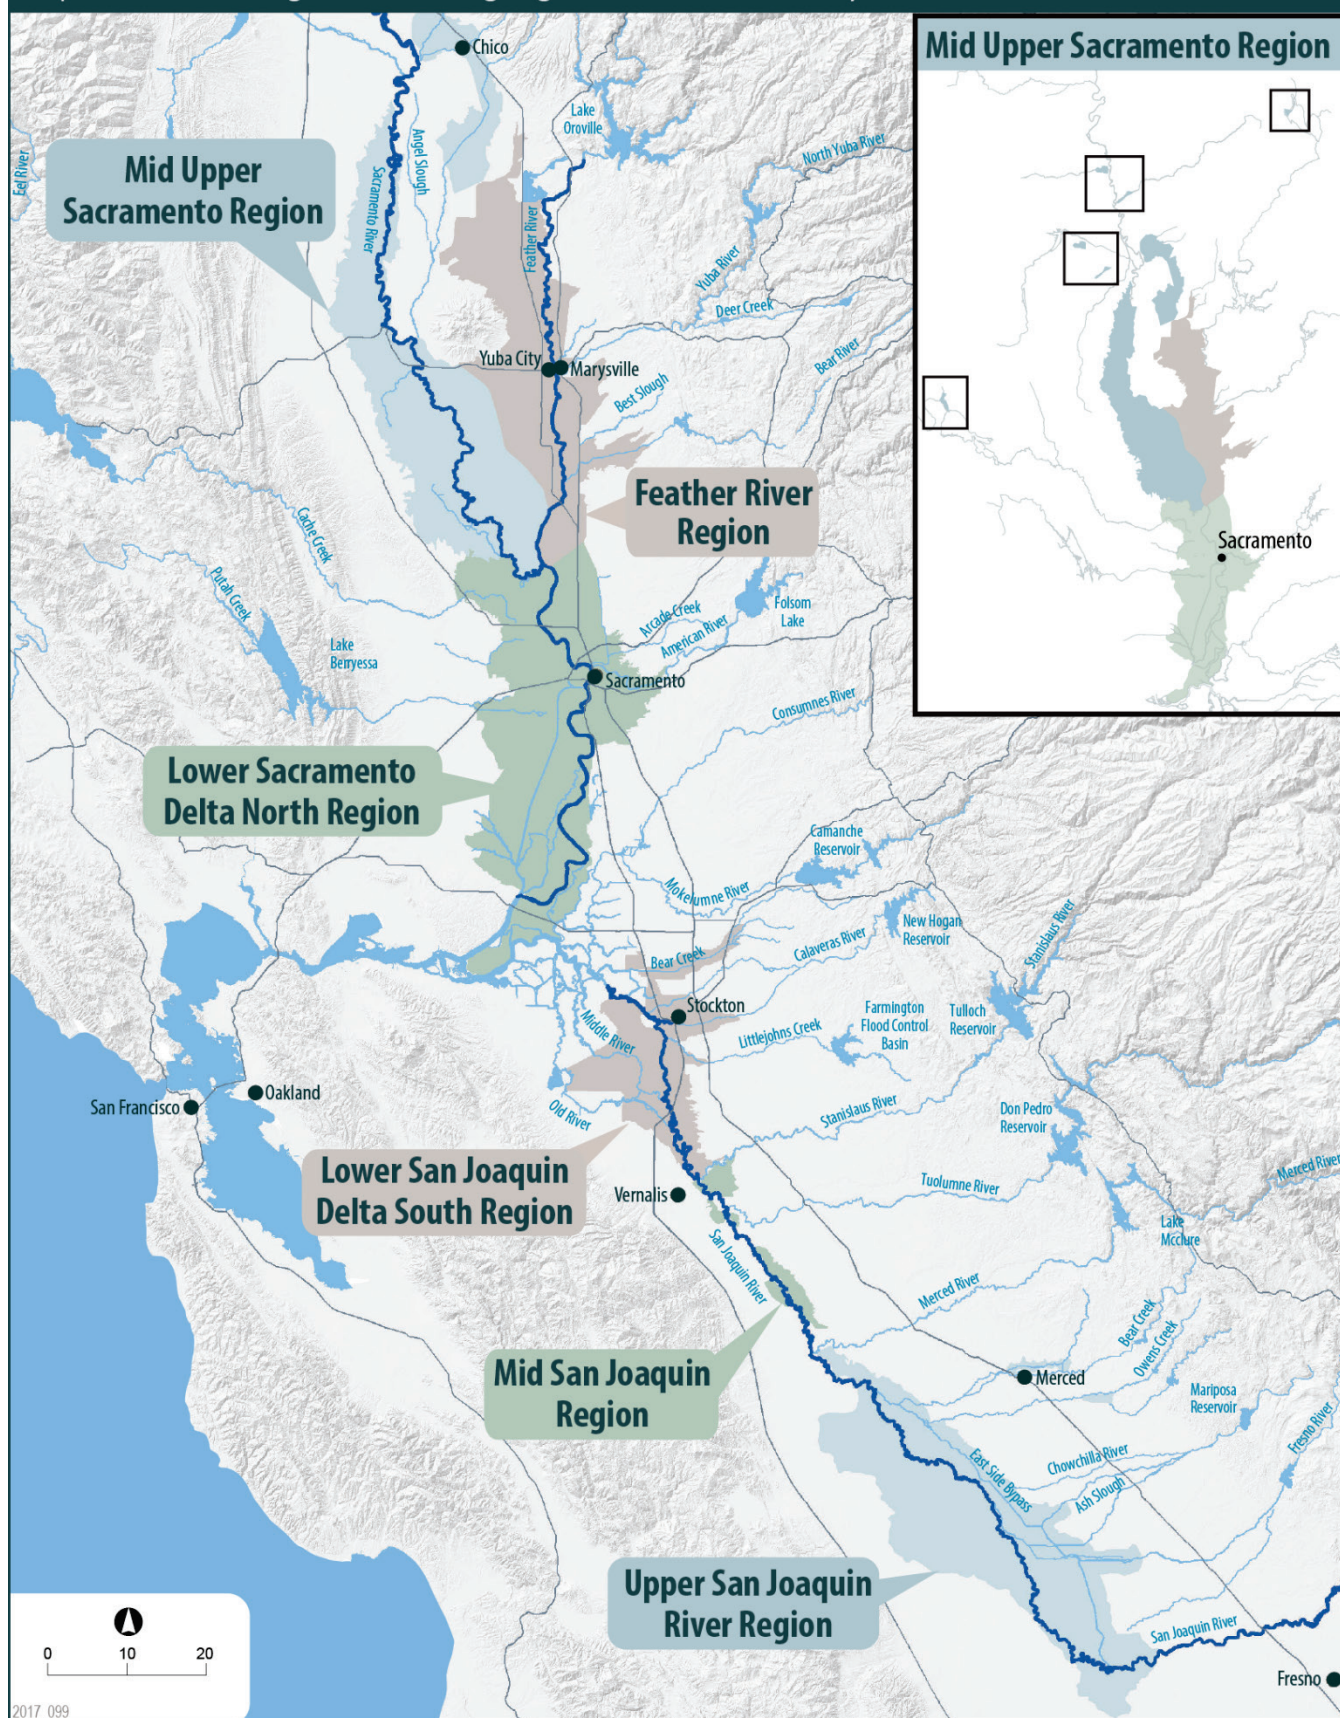 Mid Upper Sacramento Region
Sacramento
Chico
Lake
Oroville
Angel Slough
Eel River
North Yuba River
Mid Upper
Sacramento Region
Sacramento River
Feather River
Yuba River
Deer Creek
Yuba City
Marysville
Bear River
Best Slough
Feather River
Region
Cache Creek
Putah Creek
Lake
Berryessa
Arcade Creek
American River
Folsom
Lake
Sacramento
Consumnes River
Lower Sacramento
Delta North Region
Camanche
Reservoir
Mokelumne River
New Hogan
Reservoir
Calaveras River
Bear Creek
Stanislaus River
Stockton
Middle River
Littlejohns Creek
Farmington
Flood Control
Basin
Tulloch
Reservoir
Oakland
San Francisco
Old River
Stanislaus River
Don Pedro
Reservoir
Lower San Joaquin
Delta South Region
Vernalis
Tuolumne River
Merced River
Lake
Mcclure
San Joaquin River
Merced River
Bear Creek
Owens Creek
Mid San Joaquin
Region
Merced
Mariposa
Reservoir
Fresno River
East Side Bypass
Chowchilla River
Ash Slough
Upper San Joaquin
River Region
San Joaquin River
Fresno
0 10 20
2017_099